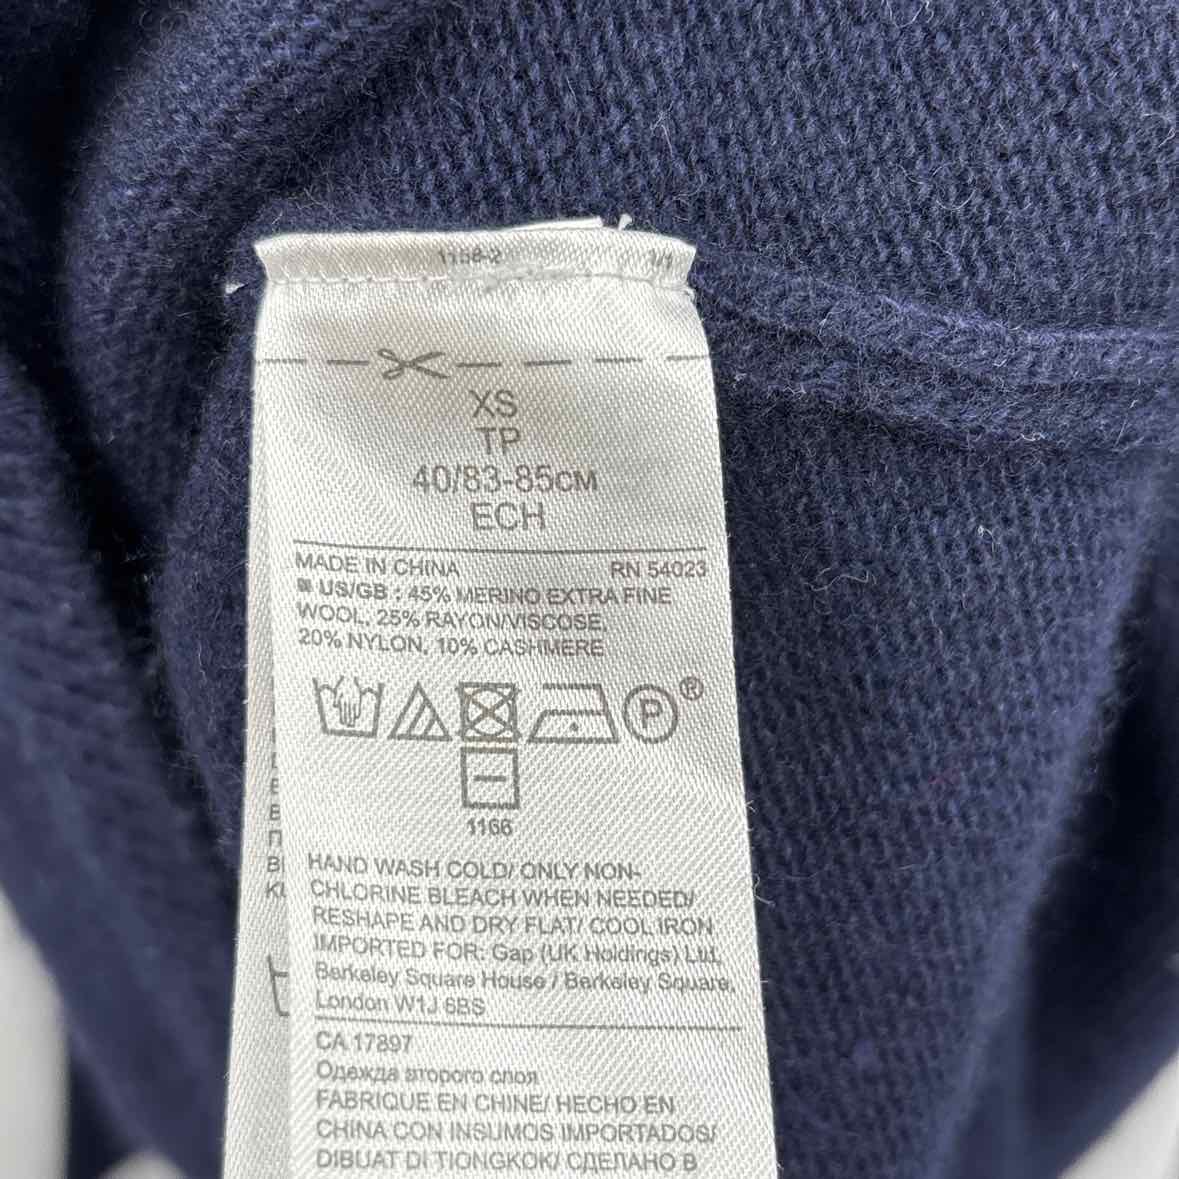 1158-2 1/1
XS
TP
40/83-85см
ECH
MADE IN CHINA RN 54023
US/GB : 45% MERINO EXTRA FINE
WOOL, 25% RAYON/VISCOSE,
20% NYLON, 10% CASHMERE
P ®
1166
HAND WASH COLD/ ONLY NON-
CHLORINE BLEACH WHEN NEEDED/
RESHAPE AND DRY FLAT/ COOL IRON
IMPORTED FOR: Gap (UK Holdings) Ltd,
Berkeley Square House / Berkeley Square,
London W1J 6BS
CA 17897
Одежда второго слоя
FABRIQUE EN CHINE/ HECHO EN
CHINA CON INSUMOS IMPORTADOS/
DIBUAT DI TIONGKOK/ СДЕЛАНО В